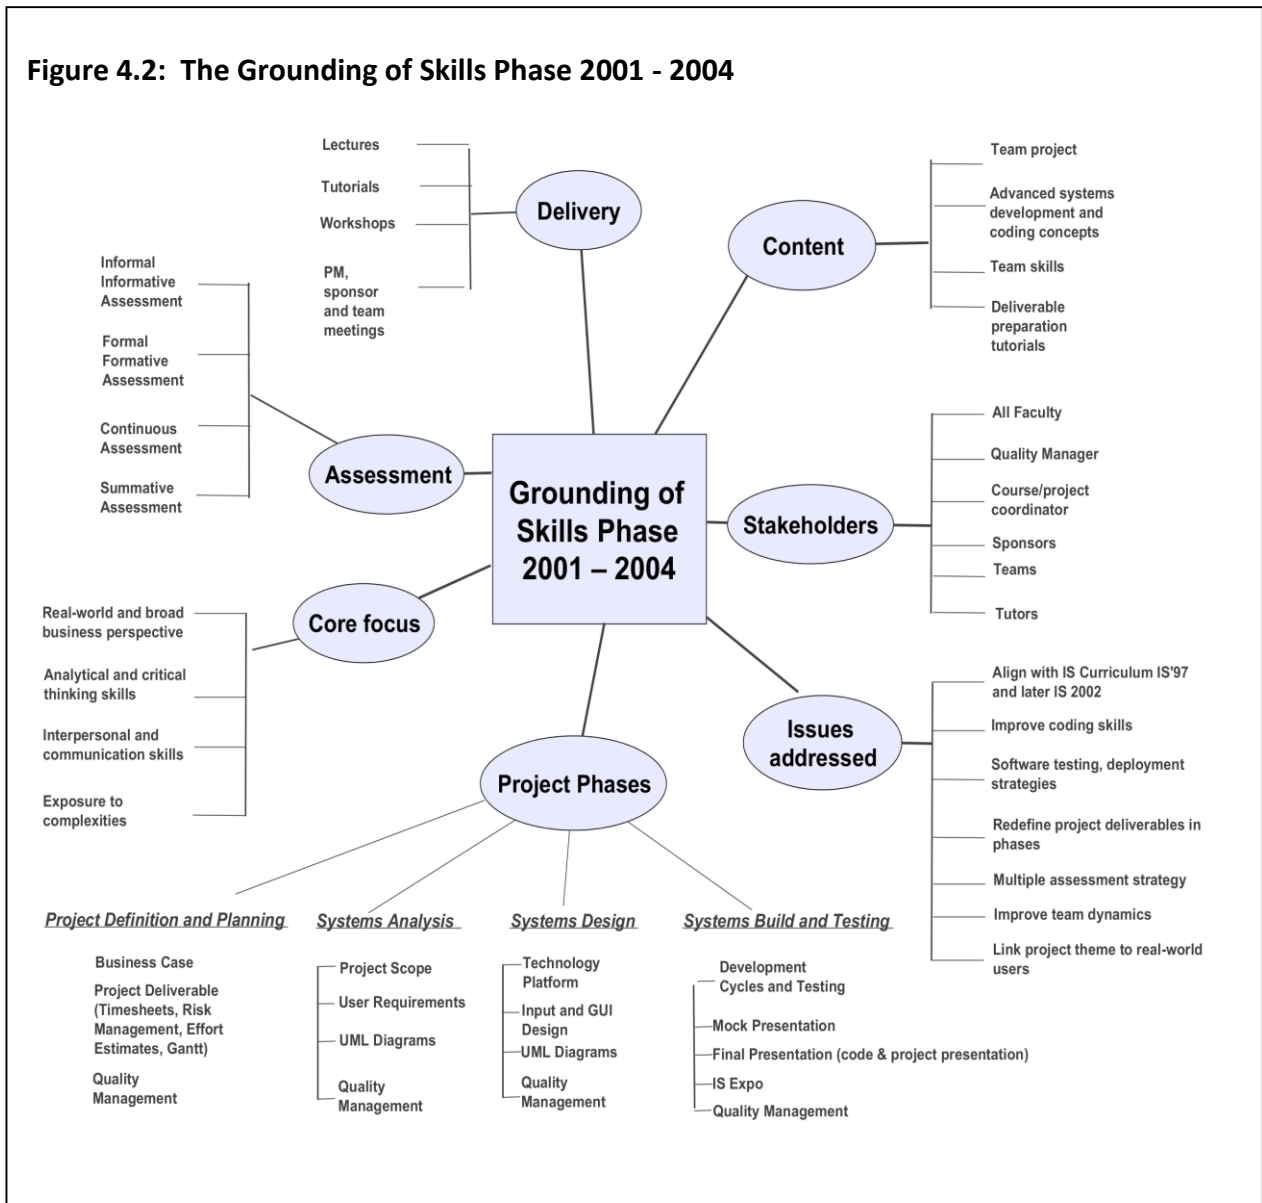 Figure 4.2:  The Grounding of Skills Phase 2001 - 2004
Lectures
Tutorials
Workshops
PM,
sponsor
and team
meetings
Delivery
Content
Team project
Advanced systems
development and
coding concepts
Team skills
Deliverable
preparation
tutorials
Informal
Informative
Assessment
Formal
Formative
Assessment
Continuous
Assessment
Summative
Assessment
Assessment
Grounding of
Skills Phase
2001 – 2004
Stakeholders
All Faculty
Quality Manager
Course/project
coordinator
Sponsors
Teams
Tutors
Real-world and broad
business perspective
Analytical and critical
thinking skills
Interpersonal and
communication skills
Exposure to
complexities
Core focus
Project Phases
Issues
addressed
Align with IS Curriculum IS'97
and later IS 2002
Improve coding skills
Software testing, deployment
strategies
Redefine project deliverables in
phases
Multiple assessment strategy
Improve team dynamics
Link project theme to real-world
users
Project Definition and Planning
Business Case
Project Deliverable
(Timesheets, Risk
Management, Effort
Estimates, Gantt)
Quality
Management
Systems Analysis
Project Scope
User Requirements
UML Diagrams
Quality
Management
Systems Design
Technology
Platform
Input and GUI
Design
UML Diagrams
Quality
Management
Systems Build and Testing
Development
Cycles and Testing
Mock Presentation
Final Presentation (code & project presentation)
IS Expo
Quality Management